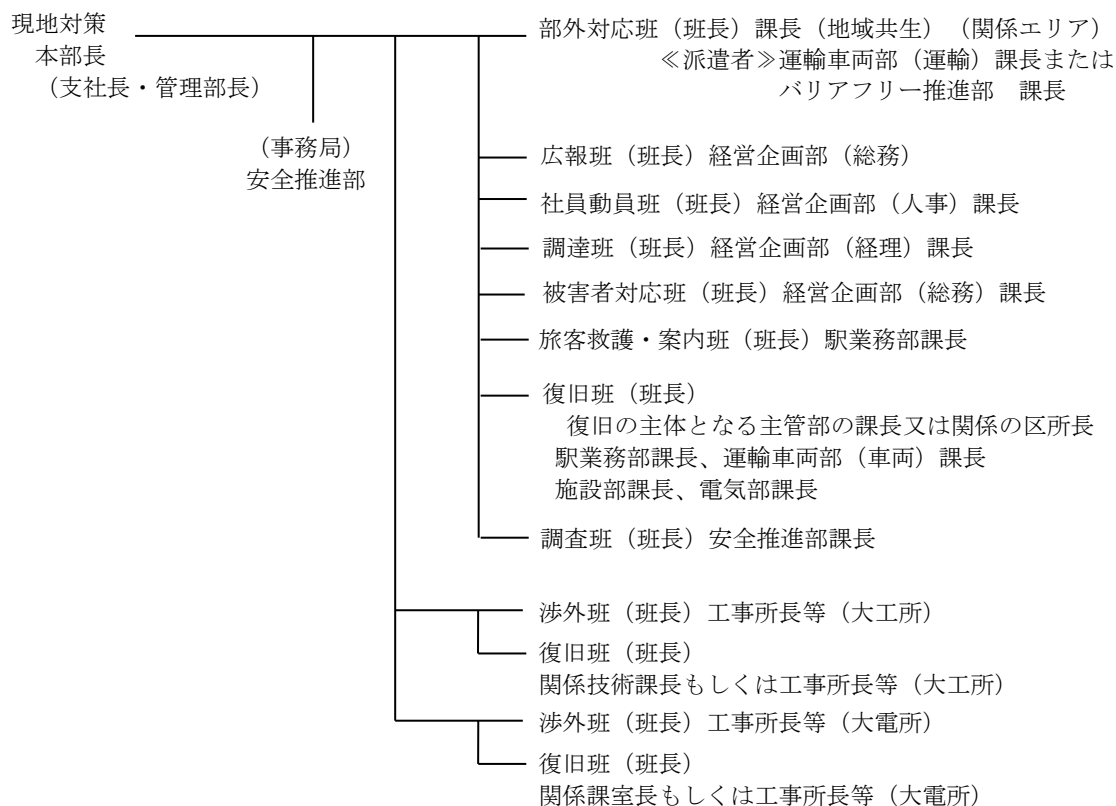 現地対策
本部長
（支社長・管理部長）
（事務局）
安全推進部
部外対応班（班長）課長（地域共生）（関係エリア）
≪派遣者≫運輸車両部（運輸）課長または
バリアフリー推進部　課長
広報班（班長）経営企画部（総務）
社員動員班（班長）経営企画部（人事）課長
調達班（班長）経営企画部（経理）課長
被害者対応班（班長）経営企画部（総務）課長
旅客救護・案内班（班長）駅業務部課長
復旧班（班長）
復旧の主体となる主管部の課長又は関係の区所長
駅業務部課長、運輸車両部（車両）課長
施設部課長、電気部課長
調査班（班長）安全推進部課長
渉外班（班長）工事所長等（大工所）
復旧班（班長）
関係技術課長もしくは工事所長等（大工所）
渉外班（班長）工事所長等（大電所）
復旧班（班長）
関係課室長もしくは工事所長等（大電所）